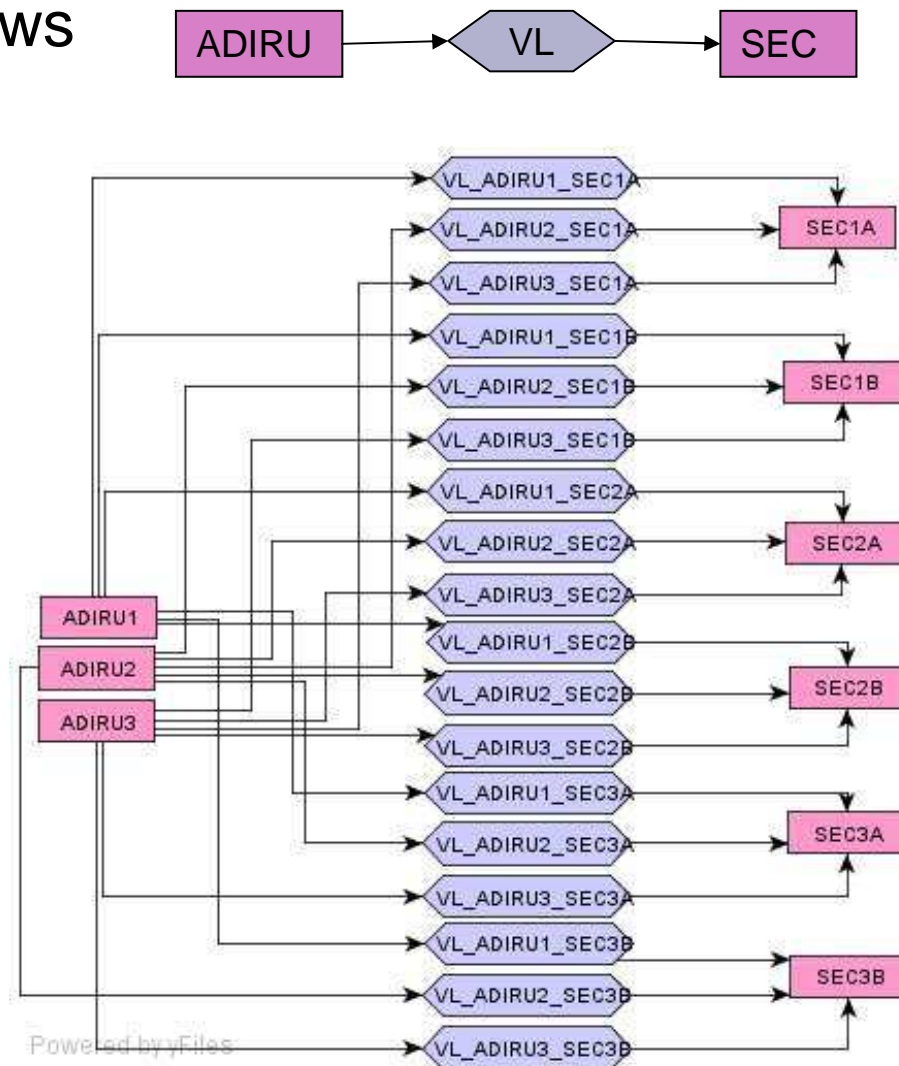 ws
ADIRU VL SEC
VL_ADIRU1_SEC1A
VL_ADIRU2_SEC1A
SEC1A
VL_ADIRU3_SEC1A
VL_ADIRU1_SEC1B
VL_ADIRU2_SEC1B
SEC1B
VL_ADIRU3_SEC1B
VL_ADIRU1_SEC2A
VL_ADIRU2_SEC2A
SEC2A
VL_ADIRU3_SEC2A
ADIRU1
VL_ADIRU1_SEC2B
ADIRU2
VL_ADIRU2_SEC2B
SEC2B
ADIRU3
VL_ADIRU3_SEC2B
VL_ADIRU1_SEC3A
VL_ADIRU2_SEC3A
SEC3A
VL_ADIRU3_SEC3A
VL_ADIRU1_SEC3B
VL_ADIRU2_SEC3B
SEC3B
VL_ADIRU3_SEC3B
Powered by yFiles